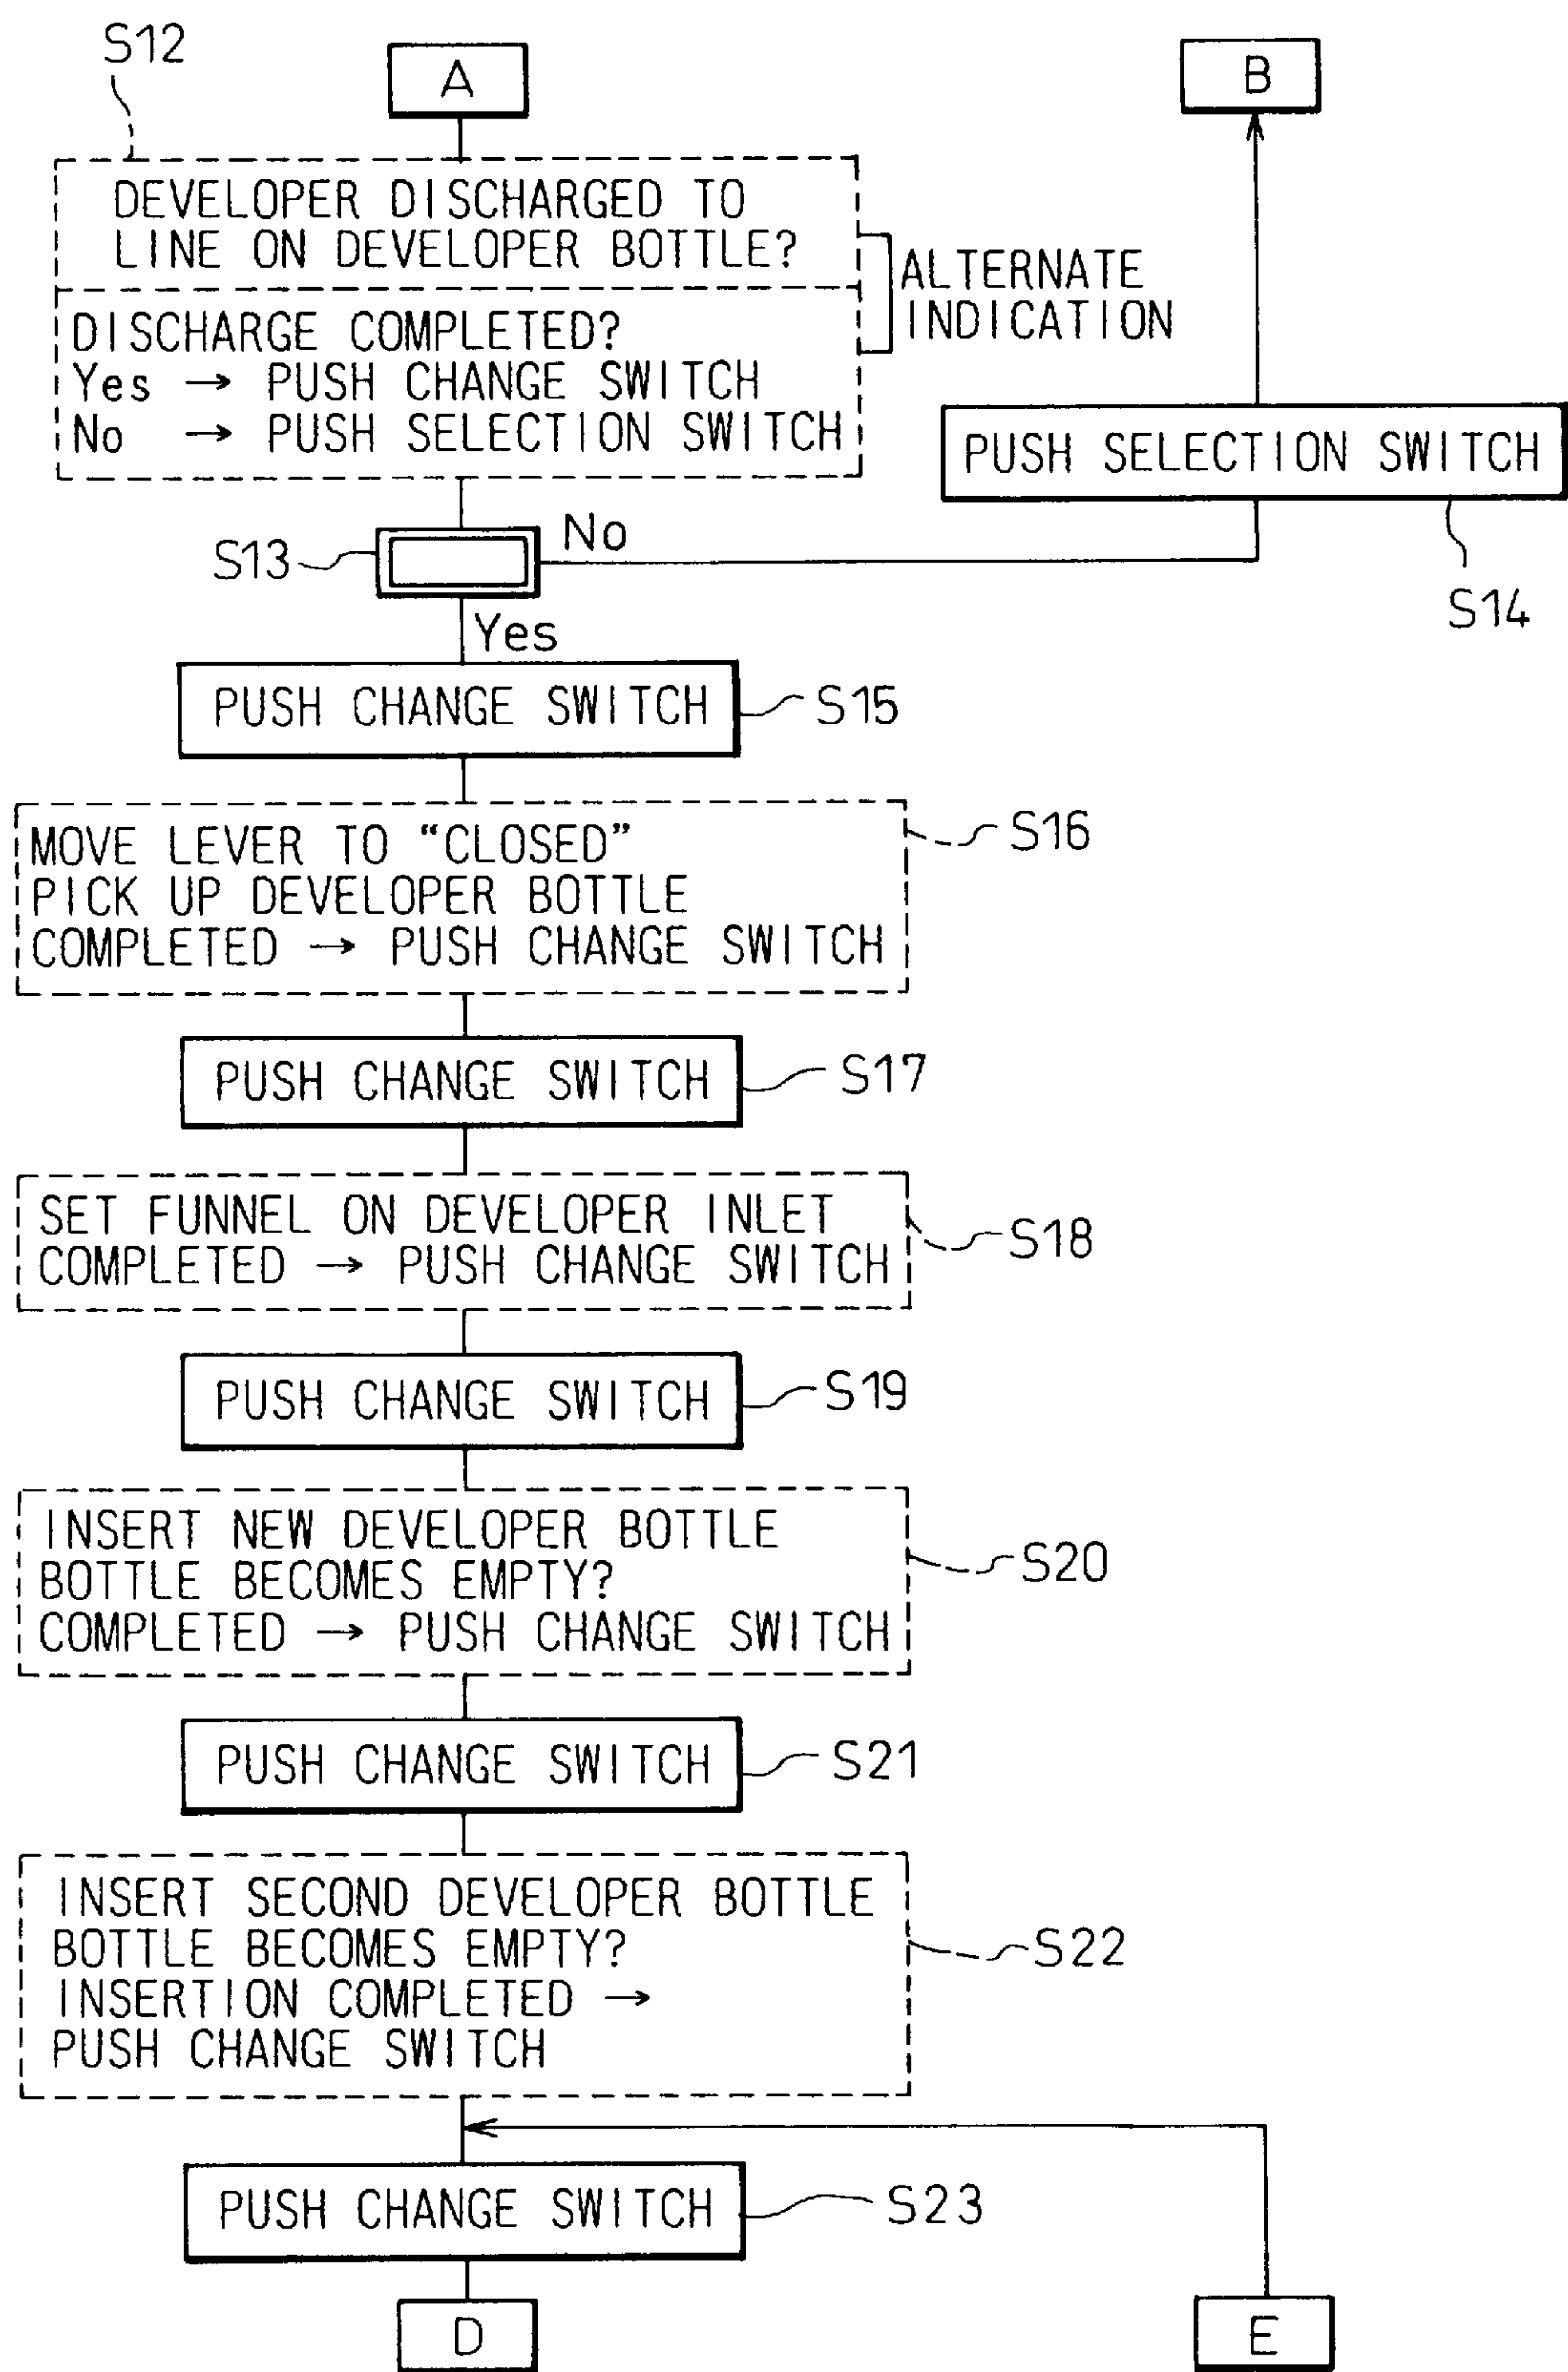 S12
A
B
DEVELOPER DISCHARGED TO
LINE ON DEVELOPER BOTTLE?
ALTERNATE
INDICATION
DISCHARGE COMPLETED?
Yes → PUSH CHANGE SWITCH
No → PUSH SELECTION SWITCH
PUSH SELECTION SWITCH
S14
S13
No
Yes
PUSH CHANGE SWITCH
S15
MOVE LEVER TO “CLOSED”
PICK UP DEVELOPER BOTTLE
COMPLETED → PUSH CHANGE SWITCH
S16
PUSH CHANGE SWITCH
S17
SET FUNNEL ON DEVELOPER INLET
COMPLETED → PUSH CHANGE SWITCH
S18
PUSH CHANGE SWITCH
S19
INSERT NEW DEVELOPER BOTTLE
BOTTLE BECOMES EMPTY?
COMPLETED → PUSH CHANGE SWITCH
S20
PUSH CHANGE SWITCH
S21
INSERT SECOND DEVELOPER BOTTLE
BOTTLE BECOMES EMPTY?
INSERTION COMPLETED →
PUSH CHANGE SWITCH
S22
PUSH CHANGE SWITCH
S23
D
E